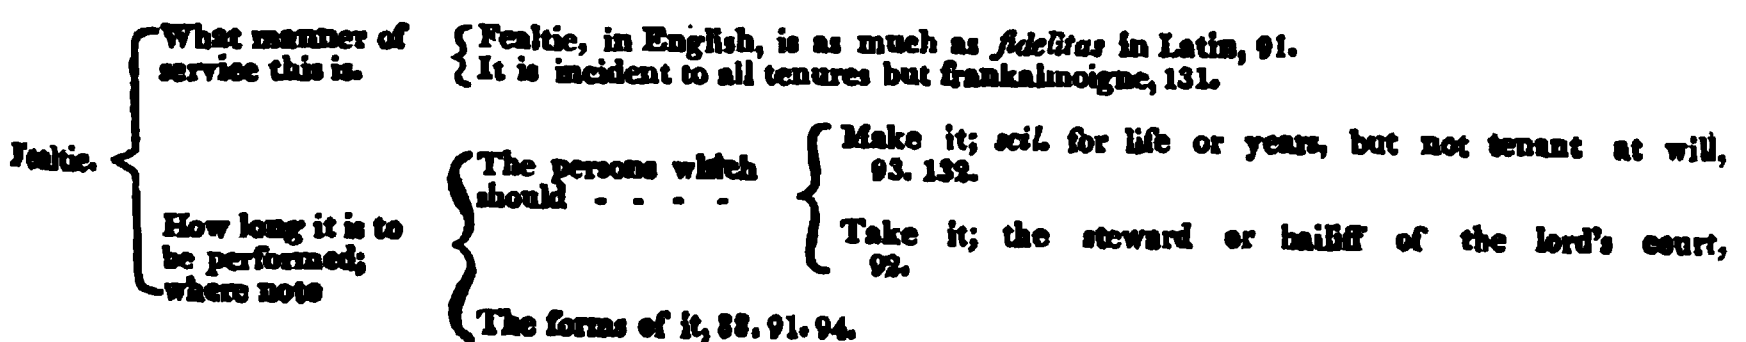 Fealtie.
What manner of
service this is.
Fealtie, in English, is as much as fidelitas in Latin, 91.
It is incident to all tenures but frankalmoigne, 131.
How long it is to
be performed;
where note
The persons which
should - - - -
Make it; scil. for life or years, but not tenant at will,
93. 132.
Take it; the steward or bailiff of the lord's court,
92.
The forms of it, 88. 91. 94.